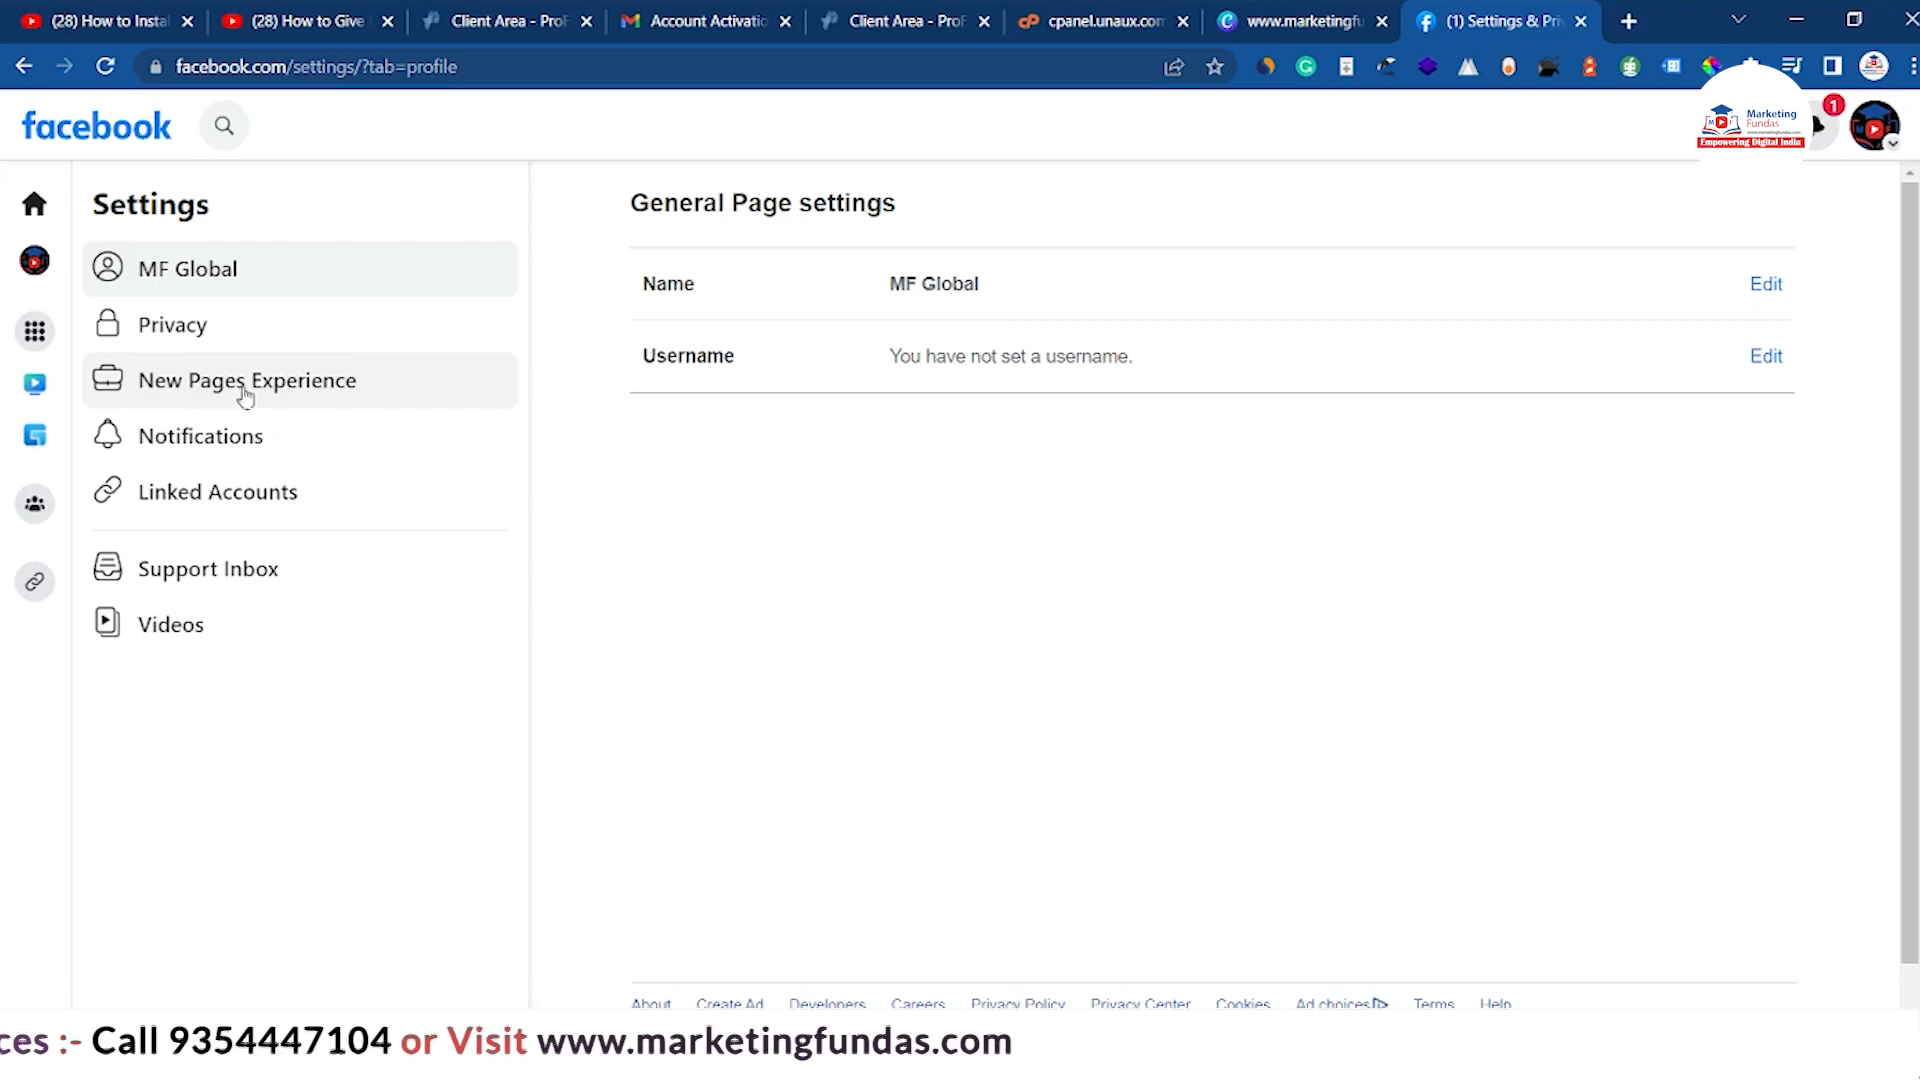 (28) How to Instal
(28) How to Give
Client Area - ProF
Account Activatio
Client Area - ProF
cpanel.unaux.com
www.marketingfu
(1) Settings & Pri
facebook.com/settings/?tab=profile
facebook
Marketing
Fundas
www.marketingfundas.com
Empowering Digital India
1
Settings
MF Global
Privacy
New Pages Experience
Notifications
Linked Accounts
Support Inbox
Videos
General Page settings
Name MF Global Edit
Username You have not set a username. Edit
About Create Ad Developers Careers Privacy Policy Privacy Center Cookies Ad choices Terms Help
ces :- Call 9354447104 or Visit www.marketingfundas.com